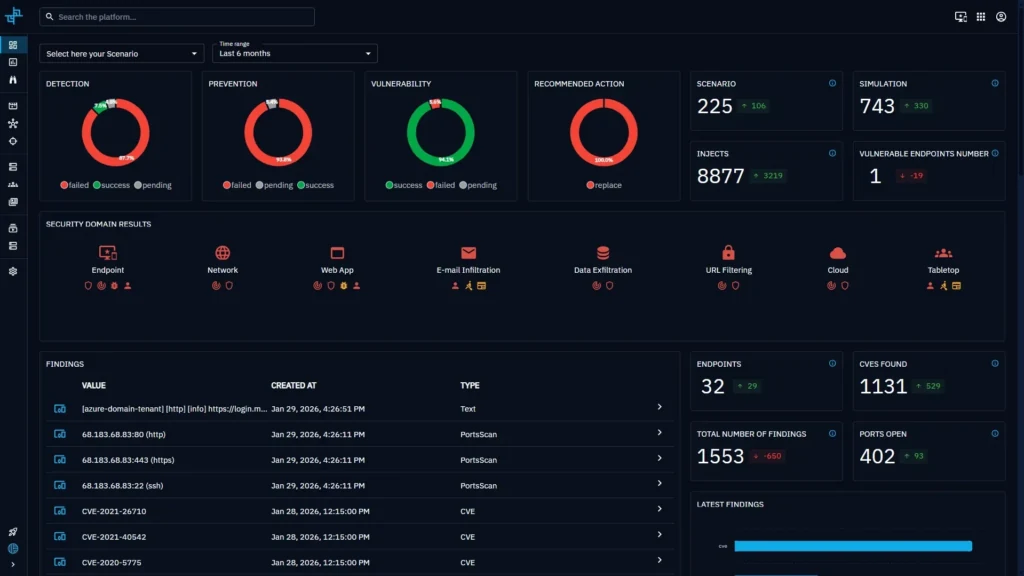 Search the platform...
Select here your Scenario
Time range
Last 6 months
DETECTION
7.5%
87.7%
failed success pending
PREVENTION
93.8%
failed pending success
VULNERABILITY
94.1%
success failed pending
RECOMMENDED ACTION
100.0%
replace
SCENARIO
225 ↑ 106
SIMULATION
743 ↑ 330
INJECTS
8877 ↑ 3219
VULNERABLE ENDPOINTS NUMBER
1 ↓ -19
SECURITY DOMAIN RESULTS
Endpoint
Network
Web App
E-mail Infiltration
Data Exfiltration
URL Filtering
Cloud
Tabletop
FINDINGS
VALUE CREATED AT TYPE
[azure-domain-tenant] [http] [info] https://login.m... Jan 29, 2026, 4:26:51 PM Text
68.183.68.83:80 (http) Jan 29, 2026, 4:26:11 PM PortsScan
68.183.68.83:443 (https) Jan 29, 2026, 4:26:11 PM PortsScan
68.183.68.83:22 (ssh) Jan 29, 2026, 4:26:11 PM PortsScan
CVE-2021-26710 Jan 28, 2026, 12:15:00 PM CVE
CVE-2021-40542 Jan 28, 2026, 12:15:00 PM CVE
CVE-2020-5775 Jan 28, 2026, 12:15:00 PM CVE
ENDPOINTS
32 ↑ 29
CVES FOUND
1131 ↑ 529
TOTAL NUMBER OF FINDINGS
1553 ↓ -650
PORTS OPEN
402 ↑ 93
LATEST FINDINGS
CVE